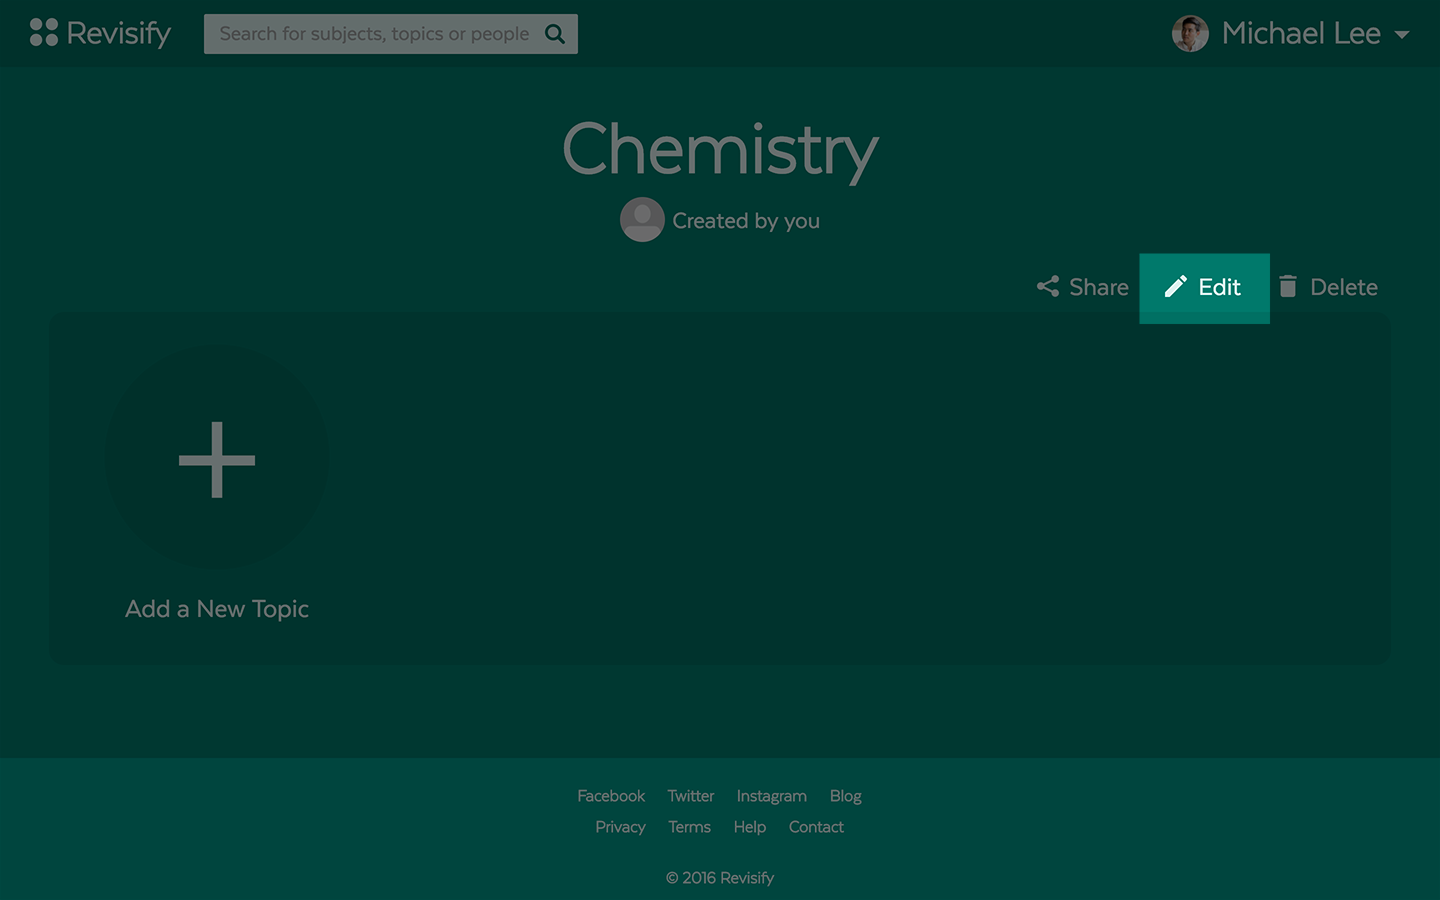 Revisify
Search for subjects, topics or people
Michael Lee
Chemistry
Created by you
Share
Edit
Delete
Add a New Topic
Facebook Twitter Instagram Blog
Privacy Terms Help Contact
© 2016 Revisify